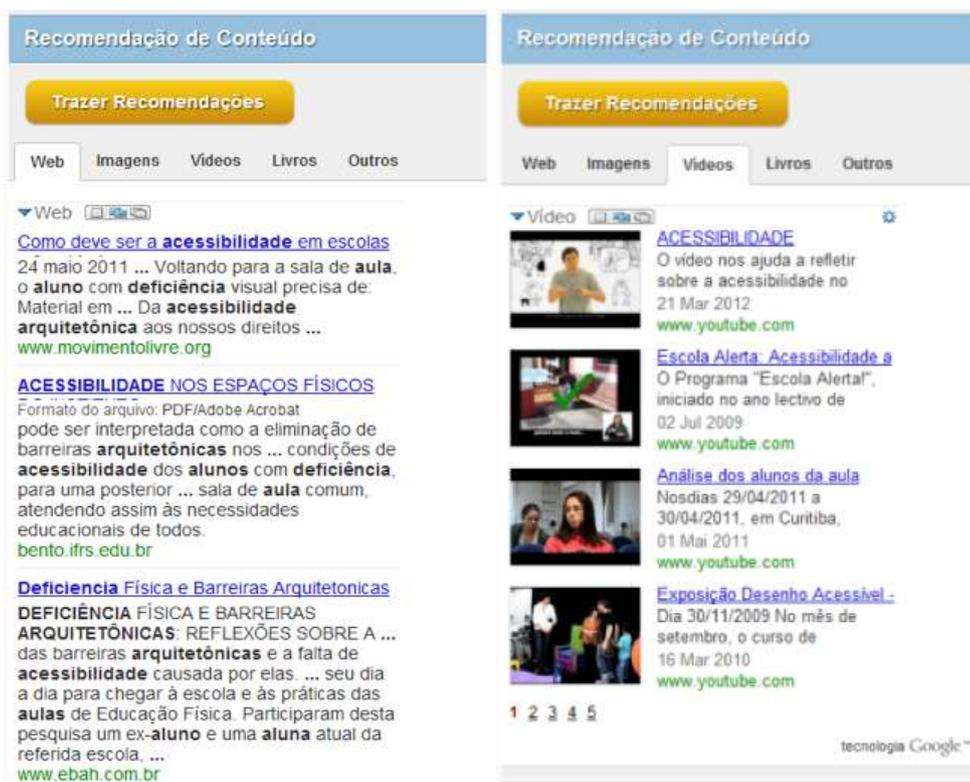 Recomendação de Conteúdo
Trazer Recomendações
Web Imagens Vídeos Livros Outros
Web
Como deve ser a acessibilidade em escolas
24 maio 2011 ... Voltando para a sala de aula,
o aluno com deficiência visual precisa de:
Material em ... Da acessibilidade
arquitetônica aos nossos direitos ...
www.movimentolivre.org
ACESSIBILIDADE NOS ESPAÇOS FÍSICOS
Formato do arquivo: PDF/Adobe Acrobat
pode ser interpretada como a eliminação de
barreiras arquitetônicas nos ... condições de
acessibilidade dos alunos com deficiência,
para uma posterior ... sala de aula comum,
atendendo assim às necessidades
educacionais de todos.
bento.ifrs.edu.br
Deficiencia Física e Barreiras Arquitetonicas
DEFICIÊNCIA FÍSICA E BARREIRAS
ARQUITETÔNICAS: REFLEXÕES SOBRE A ...
das barreiras arquitetônicas e a falta de
acessibilidade causada por elas. ... seu dia
a dia para chegar à escola e às práticas das
aulas de Educação Física. Participaram desta
pesquisa um ex-aluno e uma aluna atual da
referida escola, ...
www.ebah.com.br
Recomendação de Conteúdo
Trazer Recomendações
Web Imagens Vídeos Livros Outros
Vídeo
ACESSIBILIDADE
O vídeo nos ajuda a refletir
sobre a acessibilidade no
21 Mar 2012
www.youtube.com
Escola Alerta: Acessibilidade a
O Programa "Escola Alerta!",
iniciado no ano lectivo de
02 Jul 2009
www.youtube.com
Análise dos alunos da aula
Nosdias 29/04/2011 a
30/04/2011, em Curitiba,
01 Mai 2011
www.youtube.com
Exposição Desenho Acessível -
Dia 30/11/2009 No mês de
setembro, o curso de
16 Mar 2010
www.youtube.com
1 2 3 4 5
tecnologia Google™